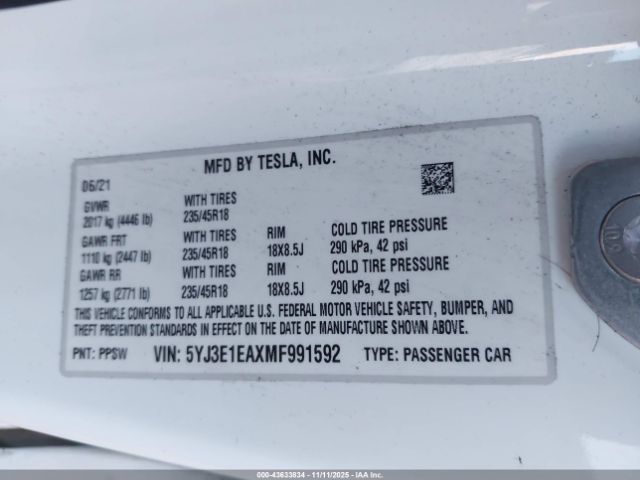 MFD BY TESLA, INC.
06/21
GVWR WITH TIRES
2017 kg (4446 lb) 235/45R18
GAWR FRT WITH TIRES RIM COLD TIRE PRESSURE
1110 kg (2447 lb) 235/45R18 18X8.5J 290 kPa, 42 psi
GAWR RR WITH TIRES RIM COLD TIRE PRESSURE
1257 kg (2771 lb) 235/45R18 18X8.5J 290 kPa, 42 psi
THIS VEHICLE CONFORMS TO ALL APPLICABLE U.S. FEDERAL MOTOR VEHICLE SAFETY, BUMPER, AND
THEFT PREVENTION STANDARDS IN EFFECT ON THE DATE OF MANUFACTURE SHOWN ABOVE.
PNT: PPSW VIN: 5YJ3E1EAXMF991592 TYPE: PASSENGER CAR
000-43633834 - 11/11/2025 - IAAI.COM